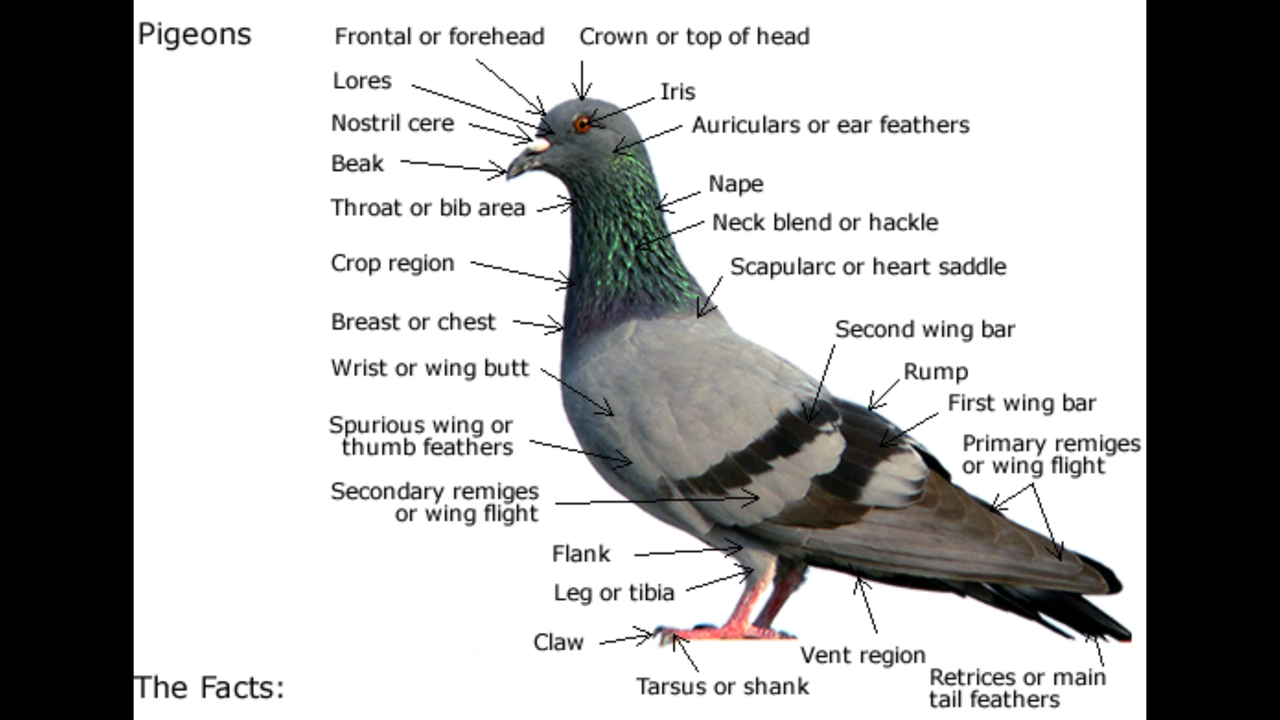 Pigeons
Frontal or forehead
Crown or top of head
Lores
Iris
Nostril cere
Auriculars or ear feathers
Beak
Nape
Throat or bib area
Neck blend or hackle
Crop region
Scapularc or heart saddle
Breast or chest
Second wing bar
Wrist or wing butt
Rump
First wing bar
Spurious wing or
thumb feathers
Primary remiges
or wing flight
Secondary remiges
or wing flight
Flank
Leg or tibia
Claw
Vent region
Tarsus or shank
Retrices or main
tail feathers
The Facts: